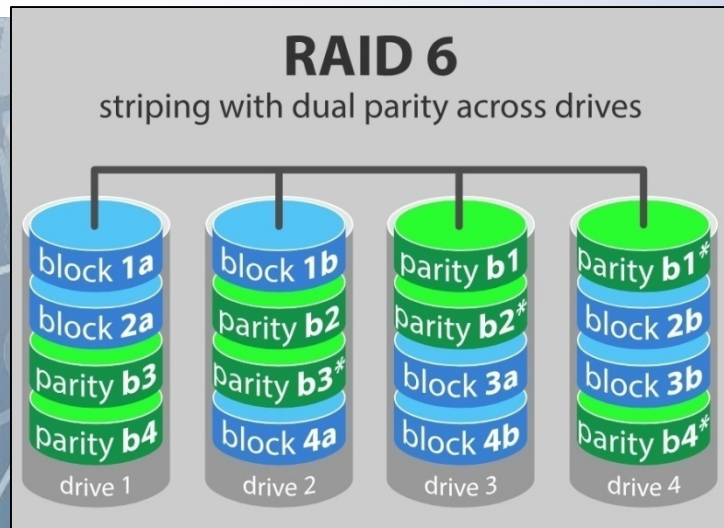 RAID 6
striping with dual parity across drives
block 1a
block 2a
parity b3
parity b4
drive 1
block 1b
parity b2
parity b3*
block 4a
drive 2
parity b1
parity b2*
block 3a
block 4b
drive 3
parity b1*
block 2b
block 3b
parity b4*
drive 4